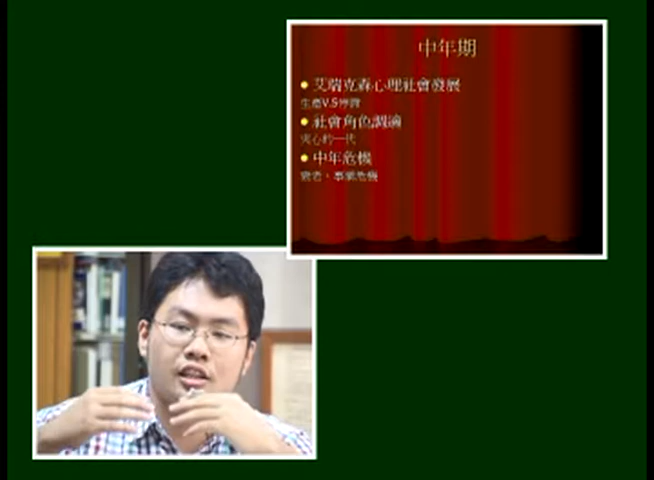 中年期
艾瑞克森心理社會發展
生產V.S停滯
社會角色調適
夾心的一代
中年危機
衰老、事業危機